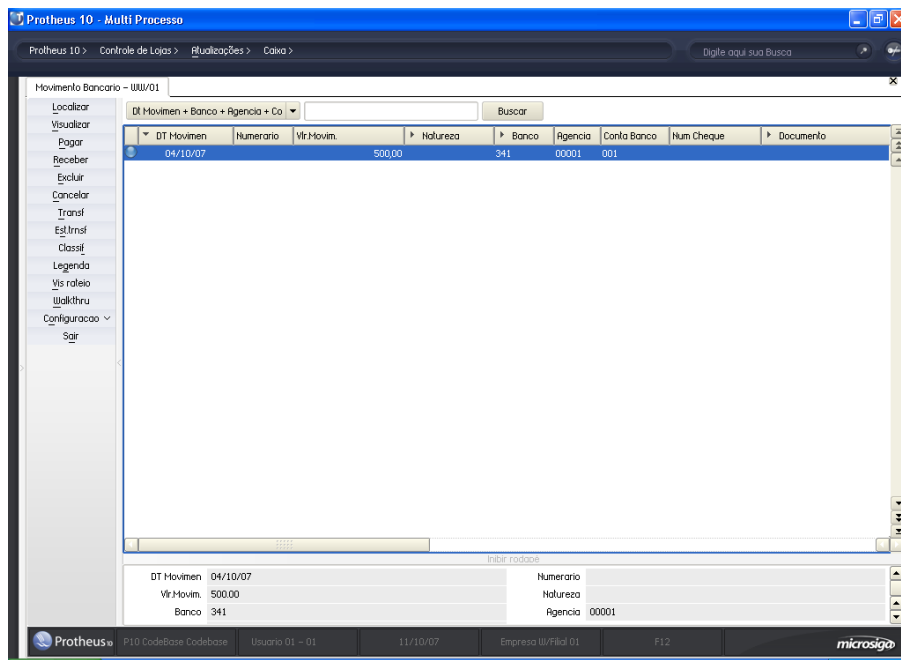 Protheus 10 - Multi Processo
Protheus 10 > Controle de Lojas > Atualizações > Caixa >
Digite aqui sua Busca
Movimento Bancario - WW/01
Localizar
Visualizar
Pagar
Receber
Excluir
Cancelar
Transf
Est.trnsf
Classif
Legenda
Vis rateio
Walkthru
Configuracao
Sair
Dt Movimen + Banco + Agencia + Co
Buscar
DT Movimen Numerario Vlr.Movim. Natureza Banco Agencia Conta Banco Num Cheque Documento
04/10/07 500,00 341 00001 001
Inibir rodapé
DT Movimen 04/10/07 Numerario
Vlr.Movim. 500.00 Natureza
Banco 341 Agencia 00001
Protheus 10 P10 CodeBase Codebase Usuario 01 - 01 11/10/07 Empresa W/Filial 01 F12 microsiga